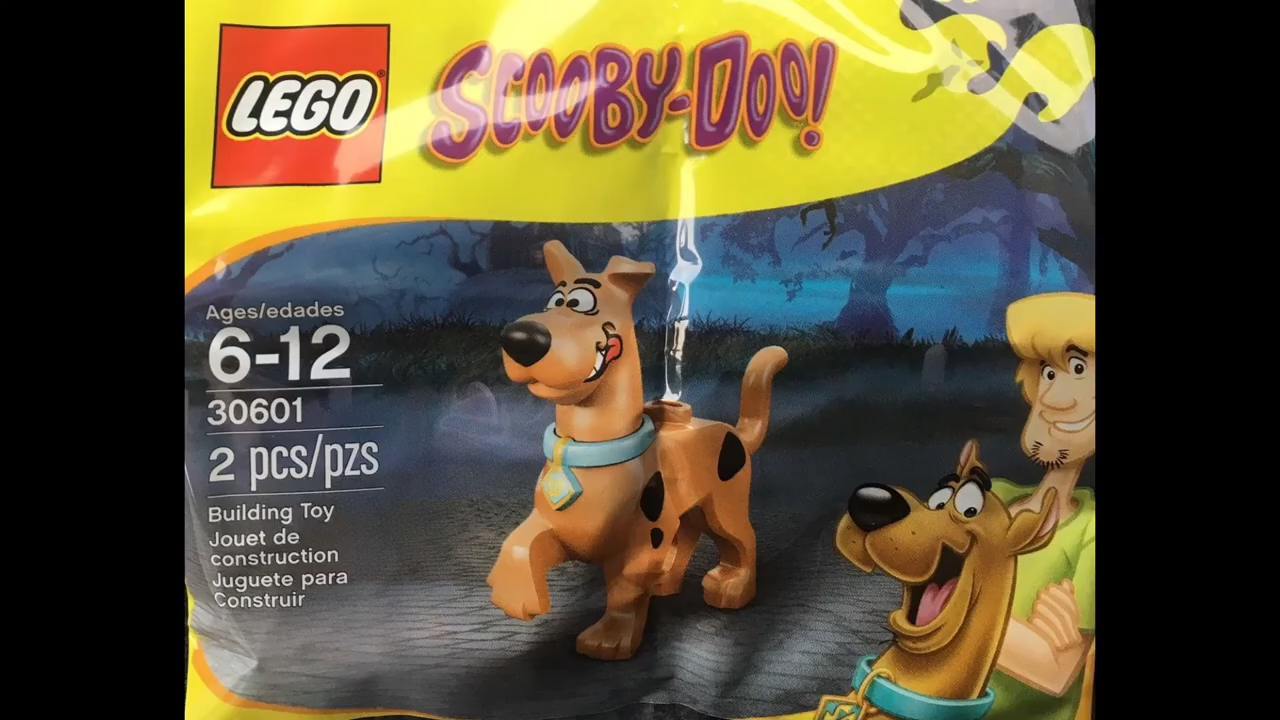 LEGO®
SCOOBY-DOO!
Ages/edades
6-12
30601
2 pcs/pzs
Building Toy
Jouet de
construction
Juguete para
Construir